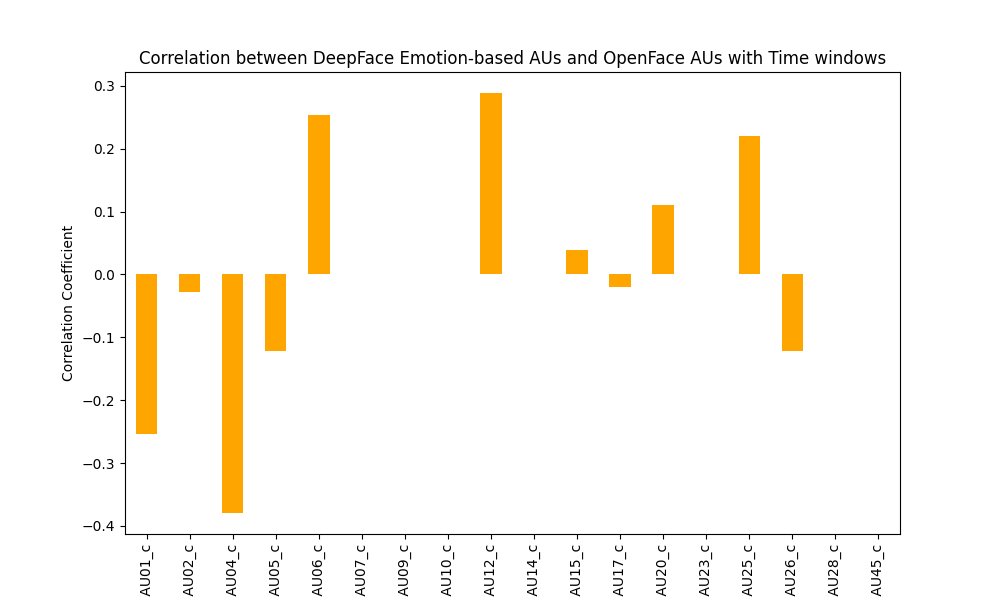 Correlation between DeepFace Emotion-based AUs and OpenFace AUs with Time windows
Correlation Coefficient
0.3
0.2
0.1
0.0
−0.1
−0.2
−0.3
−0.4
AU01_c
AU02_c
AU04_c
AU05_c
AU06_c
AU07_c
AU09_c
AU10_c
AU12_c
AU14_c
AU15_c
AU17_c
AU20_c
AU23_c
AU25_c
AU26_c
AU28_c
AU45_c